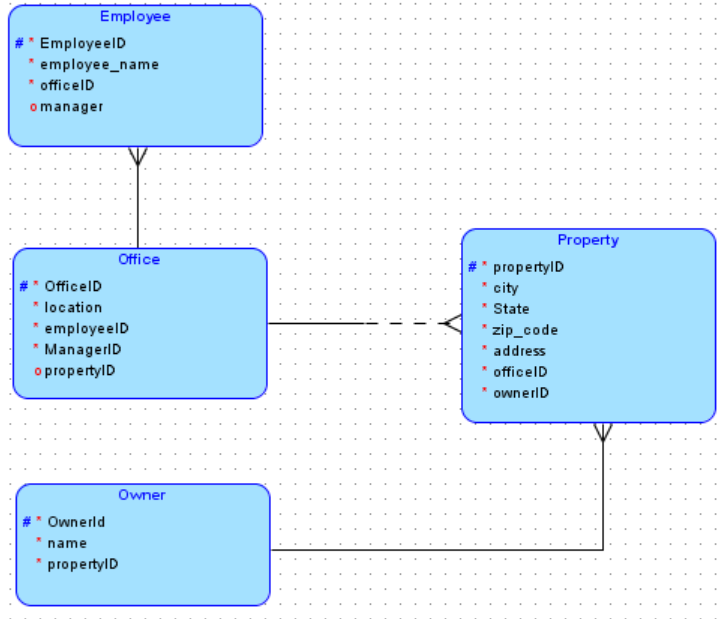 Employee
# * EmployeeID
* employee_name
* officeID
o manager
Office
# * OfficeID
* location
* employeeID
* ManagerID
o propertyID
Property
# * propertyID
* city
* State
* zip_code
* address
* officeID
* ownerID
Owner
# * OwnerId
* name
* propertyID